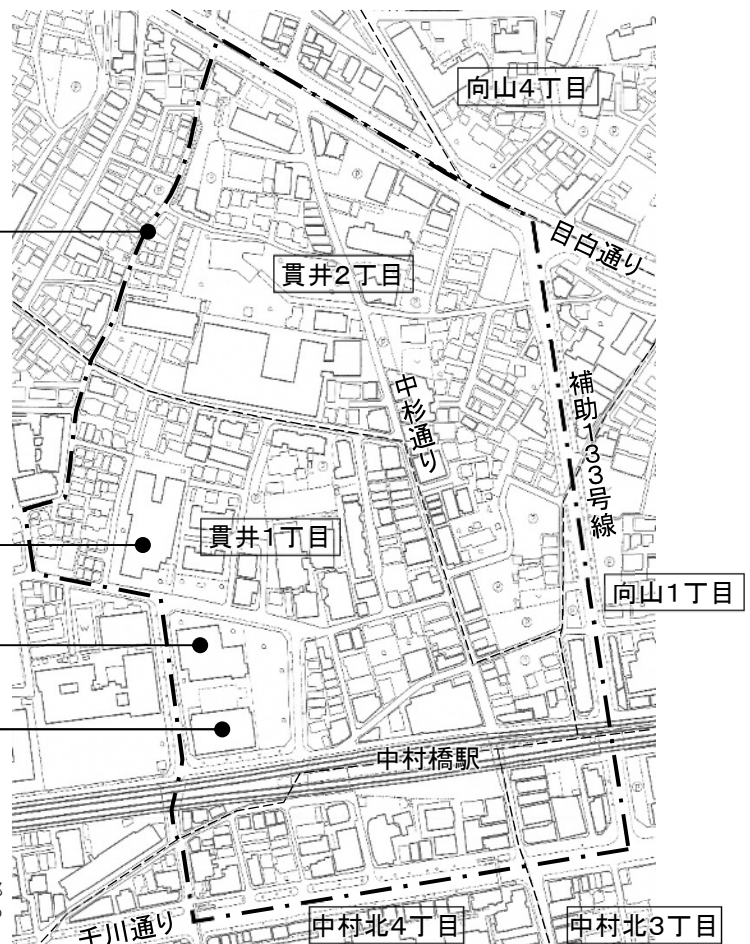 向山4丁目
目白通り
貫井2丁目
中杉通り
補助133号線
貫井1丁目
向山1丁目
中村橋駅
千川通り
中村北4丁目
中村北3丁目